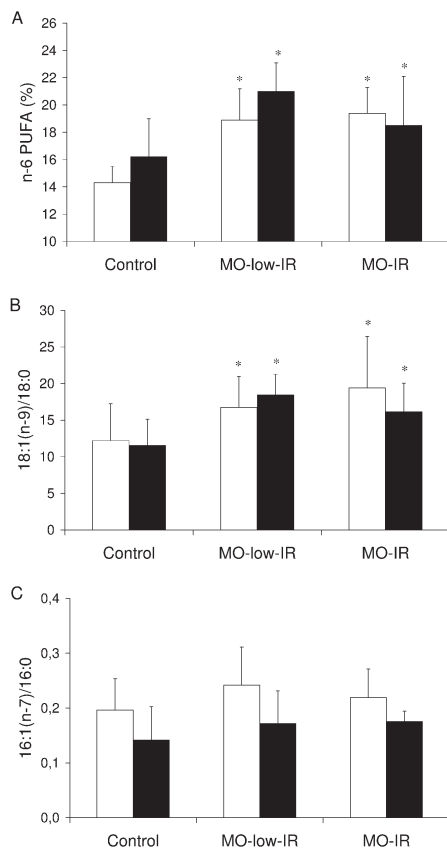 A
n-6 PUFA (%)
26
24
22
20
18
16
14
12
10
* * * *
Control MO-low-IR MO-IR
B
18:1(n-9)/18:0
30
25
20
15
10
5
0
* * * *
Control MO-low-IR MO-IR
C
16:1(n-7)/16:0
0,4
0,3
0,2
0,1
0,0
Control MO-low-IR MO-IR